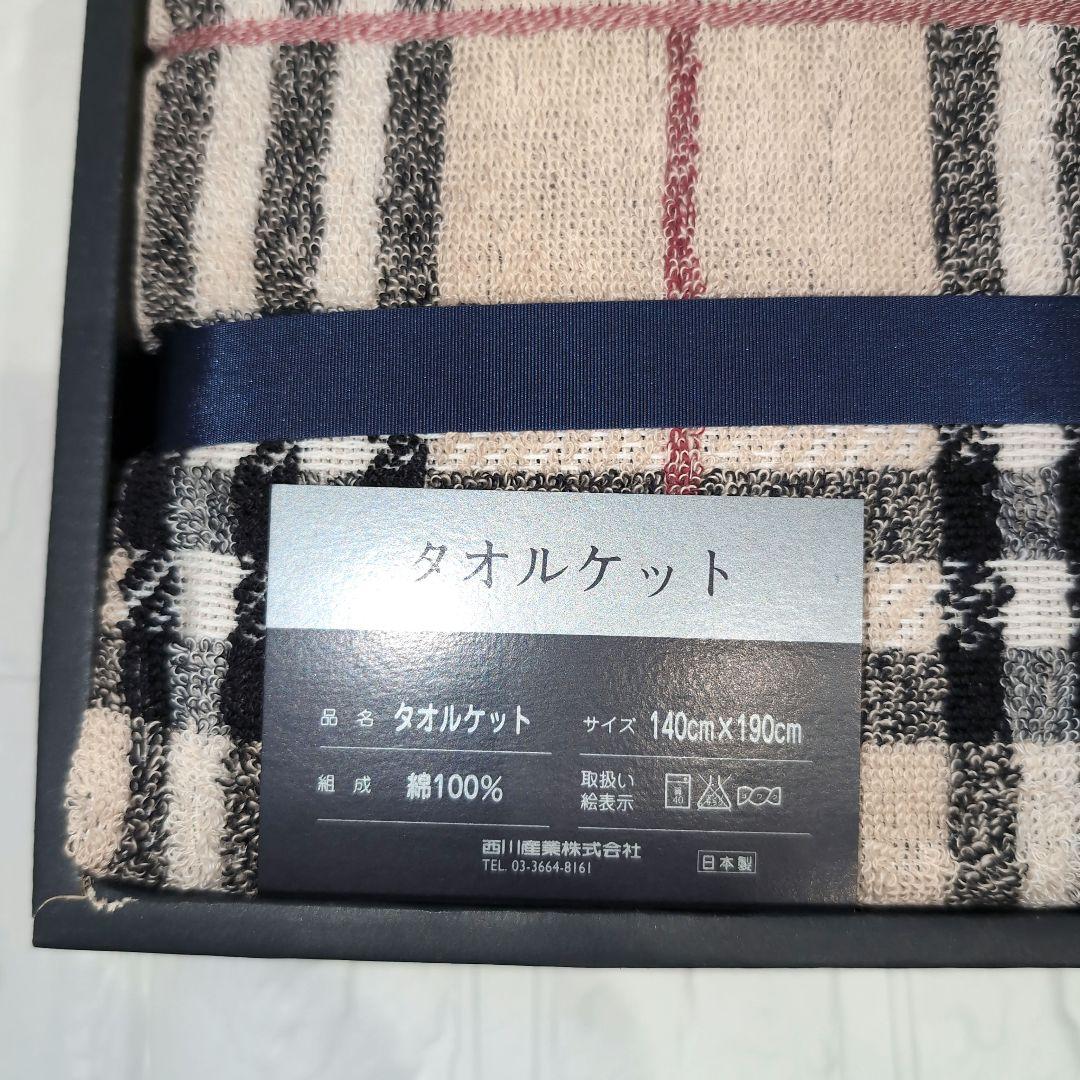 タオルケット
品名 タオルケット サイズ 140cm×190cm
組成 綿100% 取扱い
絵表示
西川産業株式会社
TEL. 03-3664-8161 日本製